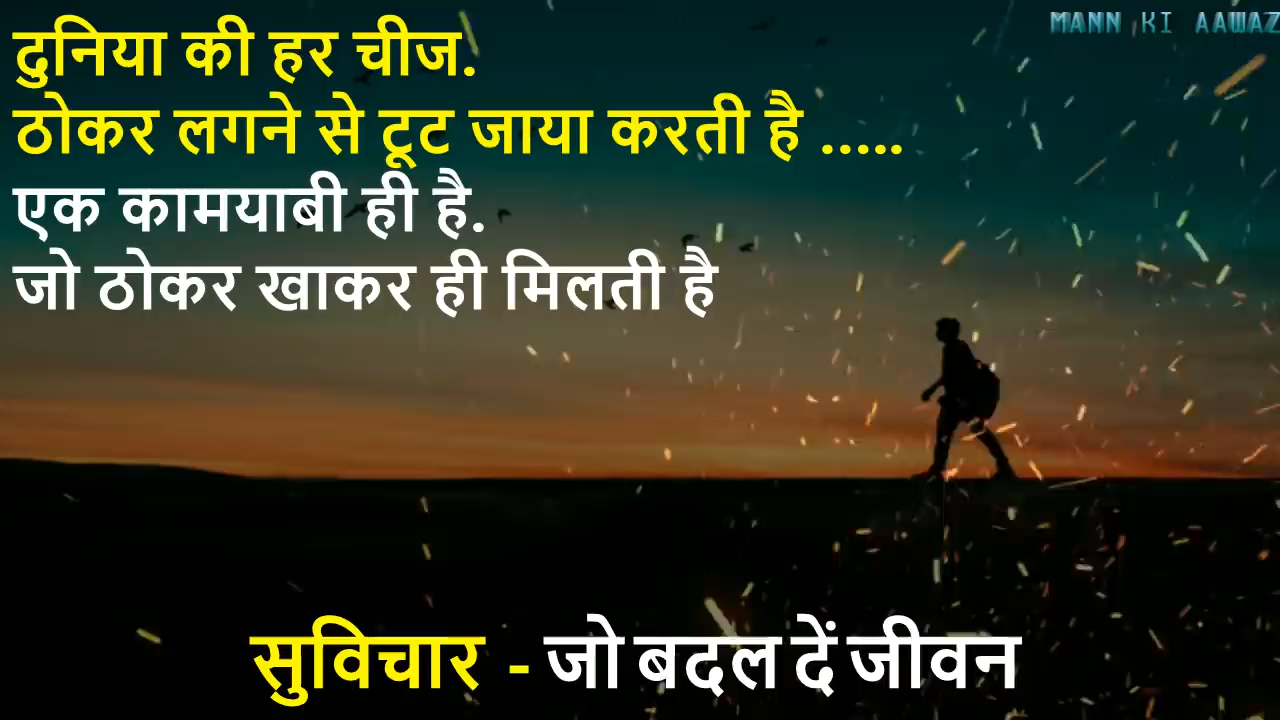 MANN KI AAWAZ
दुनिया की हर चीज.
ठोकर लगने से टूट जाया करती है .....
एक कामयाबी ही है.
जो ठोकर खाकर ही मिलती है
सुविचार - जो बदल दें जीवन